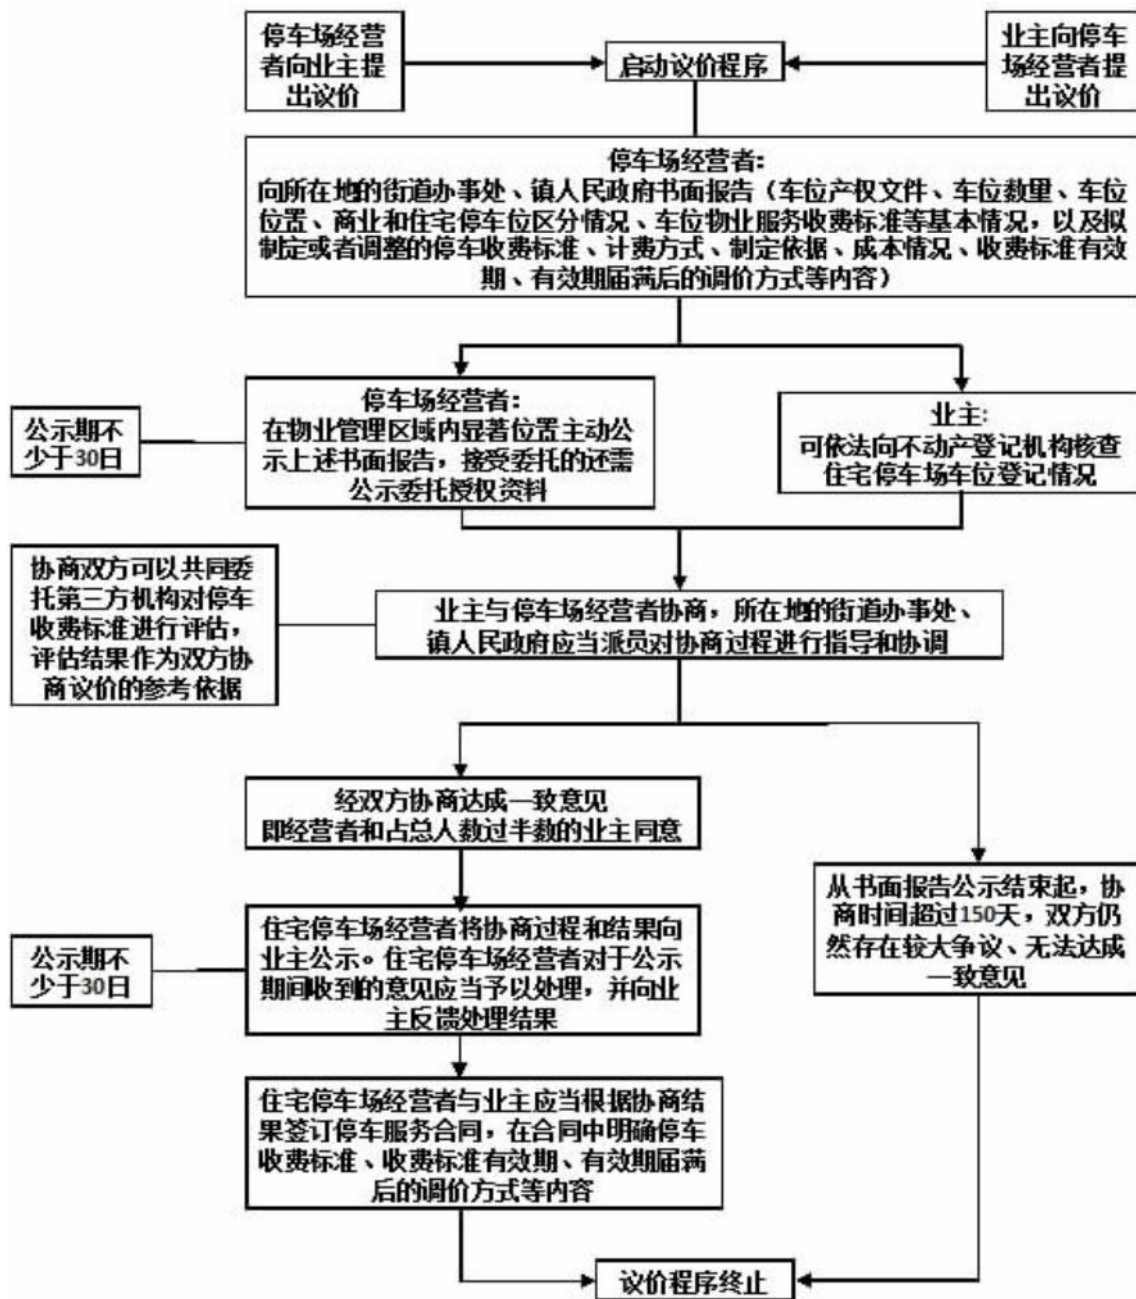 停车场经营
者向业主提
出议价
启动议价程序
业主向停车
场经营者提
出议价
停车场经营者：
向所在地的街道办事处、镇人民政府书面报告（车位产权文件、车位数量、车位
位置、商业和住宅停车位区分情况、车位物业服务收费标准等基本情况，以及拟
制定或者调整的停车收费标准、计费方式、制定依据、成本情况、收费标准有效
期、有效期届满后的调价方式等内容）
公示期不
少于30日
停车场经营者：
在物业管理区域内显著位置主动公
示上述书面报告，接受委托的还需
公示委托授权资料
业主：
可依法向不动产登记机构核查
住宅停车场车位登记情况
协商双方可以共同委
托第三方机构对停车
收费标准进行评估，
评估结果作为双方协
商议价的参考依据
业主与停车场经营者协商，所在地的街道办事处、
镇人民政府应当派员对协商过程进行指导和协调
经双方协商达成一致意见
即经营者和占总人数过半数的业主同意
从书面报告公示结束起，协
商时间超过150天，双方仍
然存在较大争议、无法达成
一致意见
公示期不
少于30日
住宅停车场经营者将协商过程和结果向
业主公示。住宅停车场经营者对于公示
期间收到的意见应当予以处理，并向业
主反馈处理结果
住宅停车场经营者与业主应当根据协商结
果签订停车服务合同，在合同中明确停车
收费标准、收费标准有效期、有效期届满
后的调价方式等内容
议价程序终止